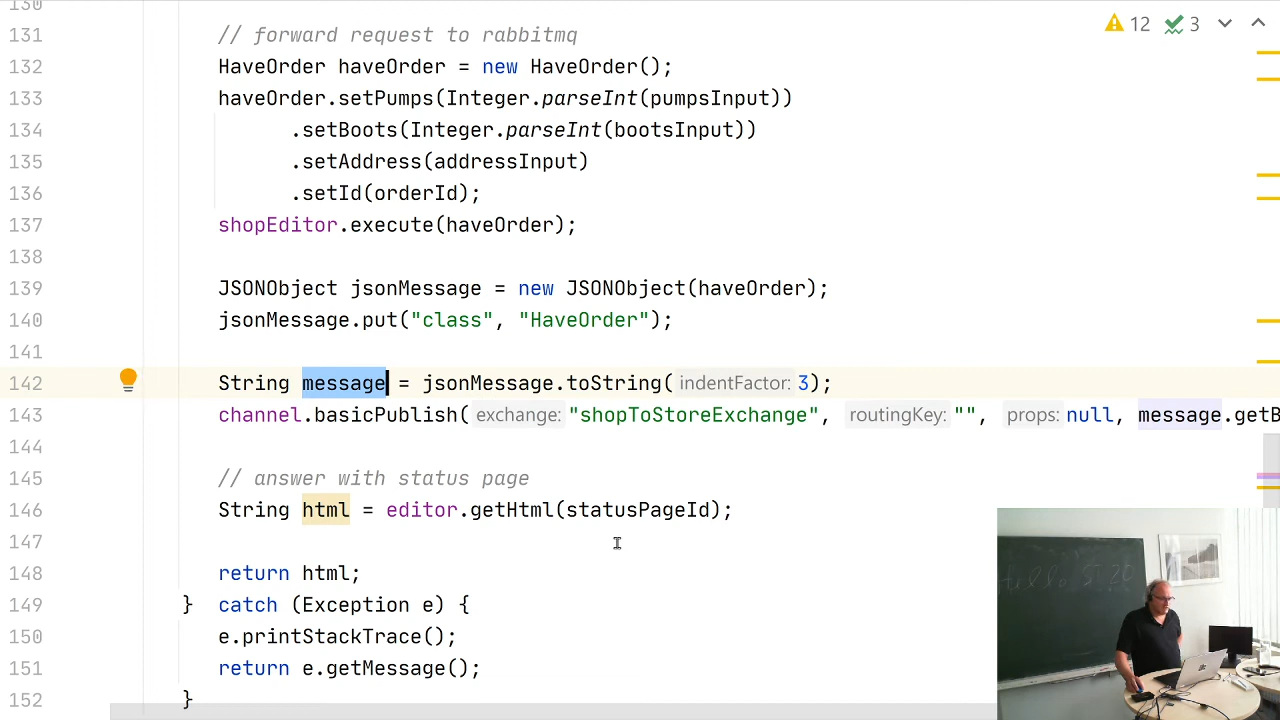 130
131 // forward request to rabbitmq
132 HaveOrder haveOrder = new HaveOrder();
133 haveOrder.setPumps(Integer.parseInt(pumpsInput))
134 .setBoots(Integer.parseInt(bootsInput))
135 .setAddress(addressInput)
136 .setId(orderId);
137 shopEditor.execute(haveOrder);
138
139 JSONObject jsonMessage = new JSONObject(haveOrder);
140 jsonMessage.put("class", "HaveOrder");
141
142 String message = jsonMessage.toString( indentFactor: 3);
143 channel.basicPublish( exchange: "shopToStoreExchange", routingKey: "", props: null, message.getB
144
145 // answer with status page
146 String html = editor.getHtml(statusPageId);
147
148 return html;
149 } catch (Exception e) {
150 e.printStackTrace();
151 return e.getMessage();
152 }
12 3
Hello ST 20